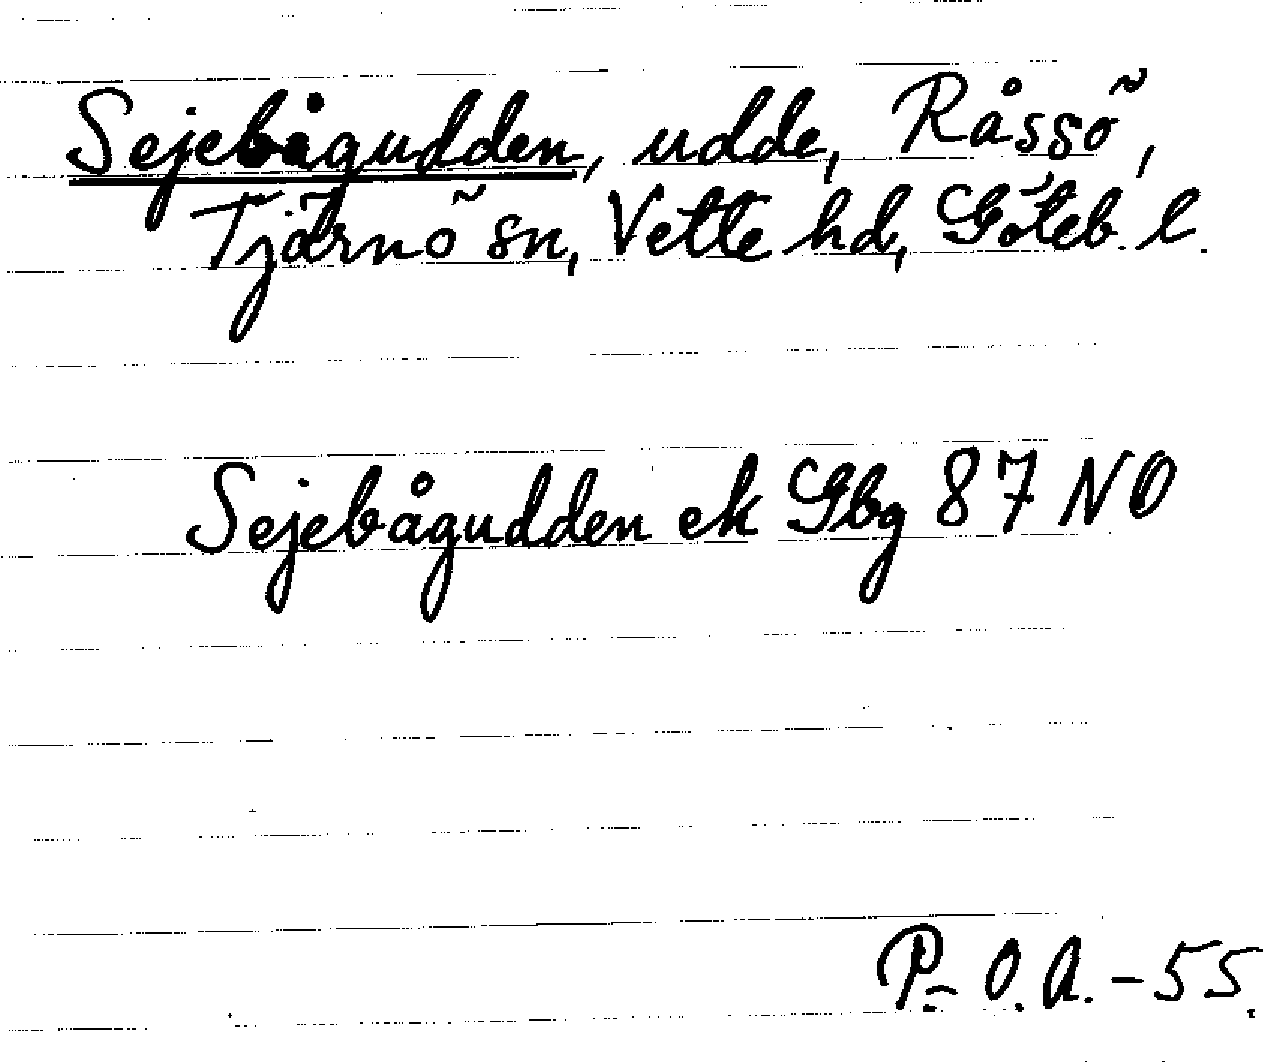 Sejebågudden, udde, Råssö,
Tjärnö sn, Vette hd, Göteb. l.
Sejebågudden ek Gbg 87 NO
P.-O.A.-55.